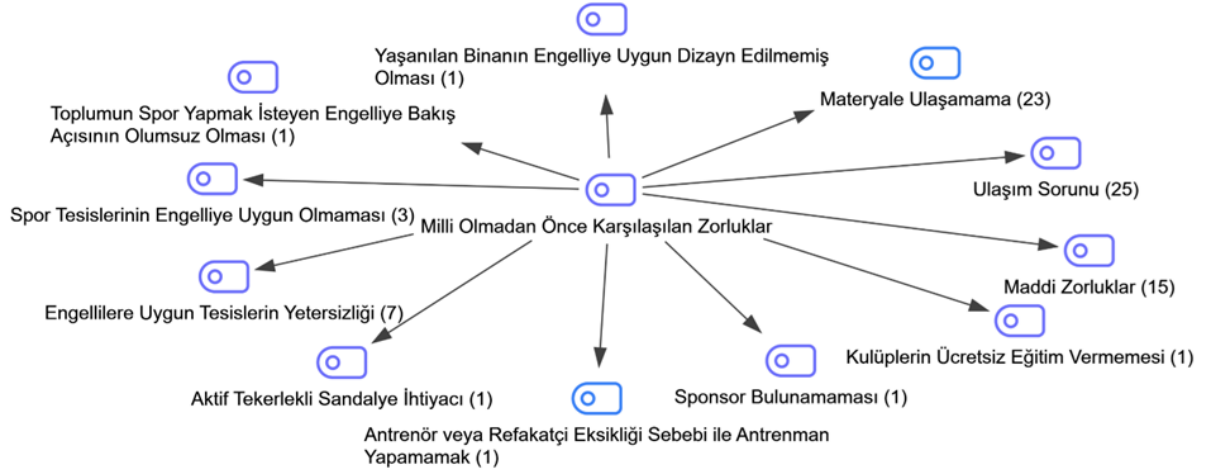 Yaşanılan Binanın Engelliye Uygun Dizayn Edilmemiş
Olması (1)
Materyale Ulaşamama (23)
Toplumun Spor Yapmak İsteyen Engelliye Bakış
Açısının Olumsuz Olması (1)
Ulaşım Sorunu (25)
Spor Tesislerinin Engelliye Uygun Olmaması (3)
Milli Olmadan Önce Karşılaşılan Zorluklar
Maddi Zorluklar (15)
Engellilere Uygun Tesislerin Yetersizliği (7)
Kulüplerin Ücretsiz Eğitim Vermemesi (1)
Aktif Tekerlekli Sandalye İhtiyacı (1)
Sponsor Bulunamaması (1)
Antrenör veya Refakatçi Eksikliği Sebebi ile Antrenman
Yapamamak (1)